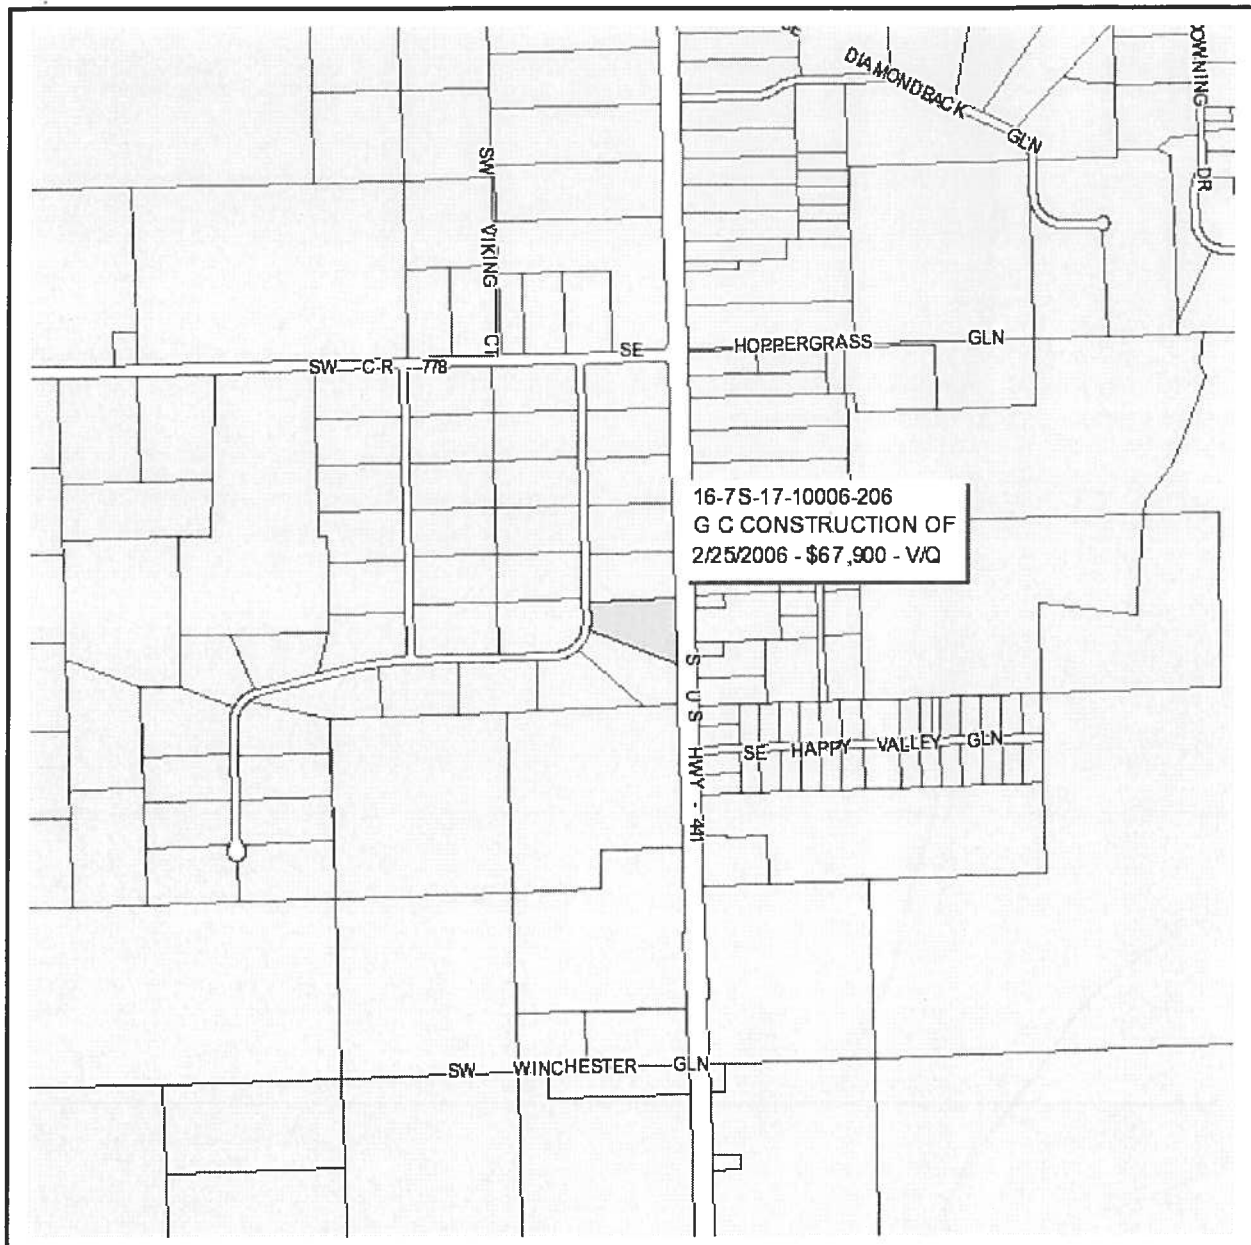 DIAMONDBACK GLN
OWNING DR
SW VIKING CT
SW C R 778
SE HOPPERGRASS GLN
16-7S-17-10006-206
G C CONSTRUCTION OF
2/25/2006 - $67,900 - V/Q
S US HWY - 441
SE HAPPY VALLEY GLN
SW WINCHESTER GLN